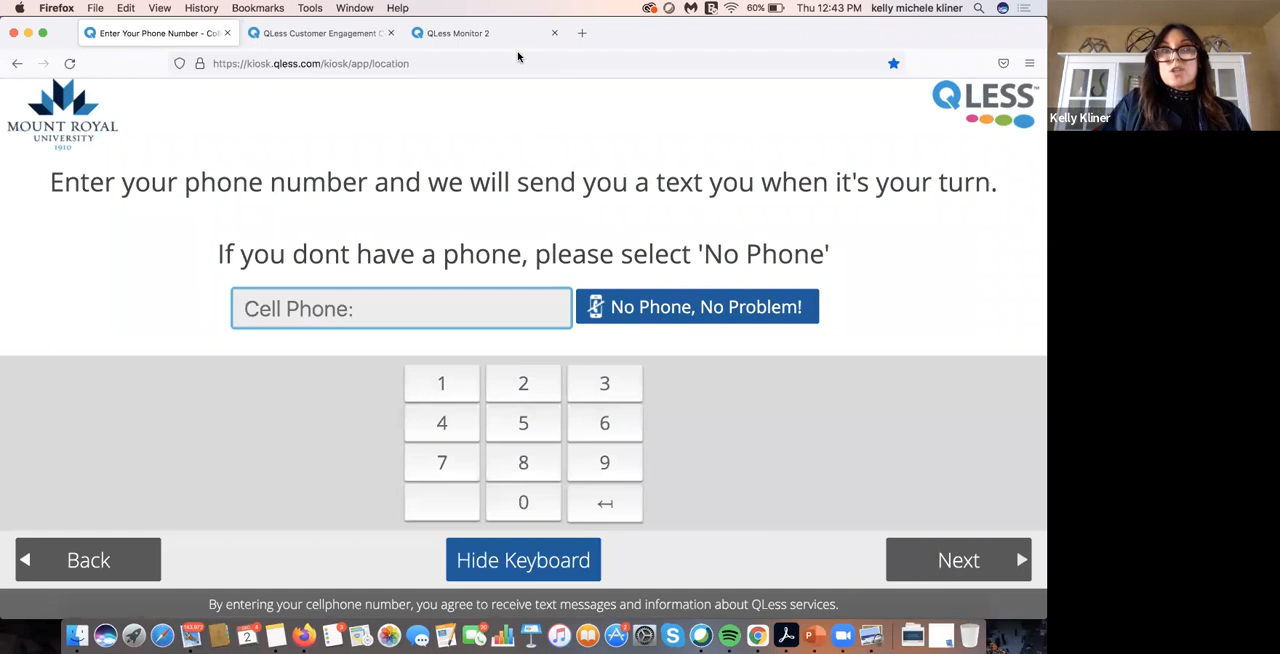 Firefox File Edit View History Bookmarks Tools Window Help 60% Thu 12:43 PM kelly michele kliner
Enter Your Phone Number - Co QLess Customer Engagement C QLess Monitor 2
https://kiosk.qless.com/kiosk/app/location
MOUNT ROYAL
UNIVERSITY
1910
QLESS™
Kelly Kliner
Enter your phone number and we will send you a text you when it's your turn.
If you dont have a phone, please select 'No Phone'
Cell Phone: No Phone, No Problem!
1 2 3
4 5 6
7 8 9
0
Back Hide Keyboard Next
By entering your cellphone number, you agree to receive text messages and information about QLess services.